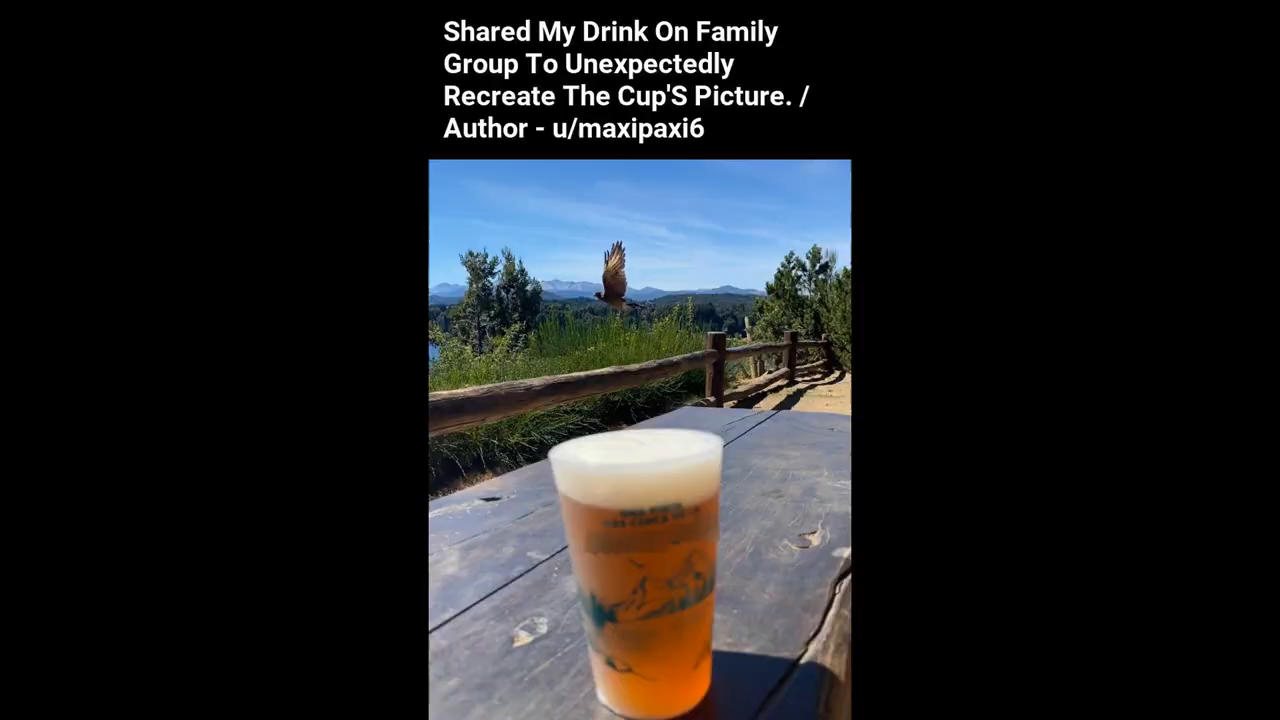 Shared My Drink On Family
Group To Unexpectedly
Recreate The Cup'S Picture. /
Author - u/maxipaxi6